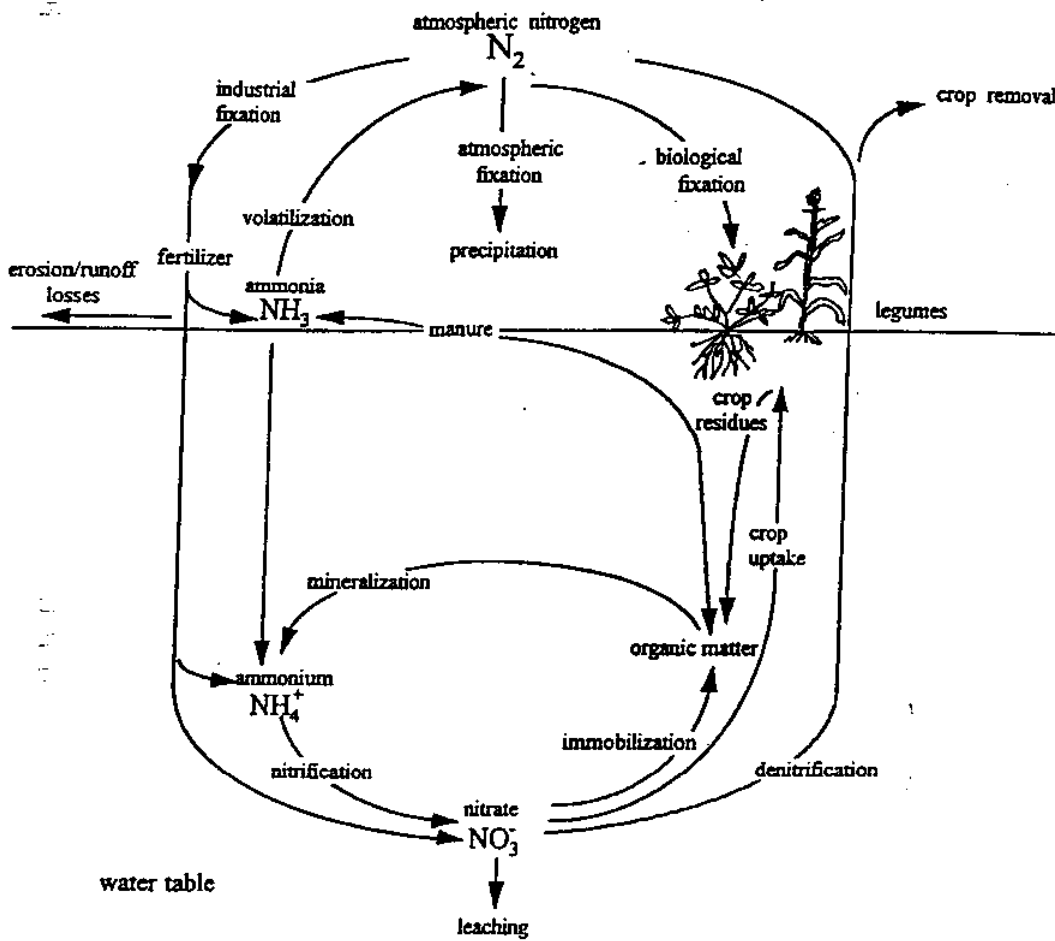 atmospheric nitrogen
N₂
industrial
fixation
crop removal
atmospheric
fixation
biological
fixation
volatilization
precipitation
fertilizer
erosion/runoff
losses
ammonia
NH₃
manure
legumes
crop
residues
crop
uptake
mineralization
organic matter
ammonium
NH₄⁺
immobilization
nitrification
denitrification
nitrate
NO₃⁻
water table
leaching